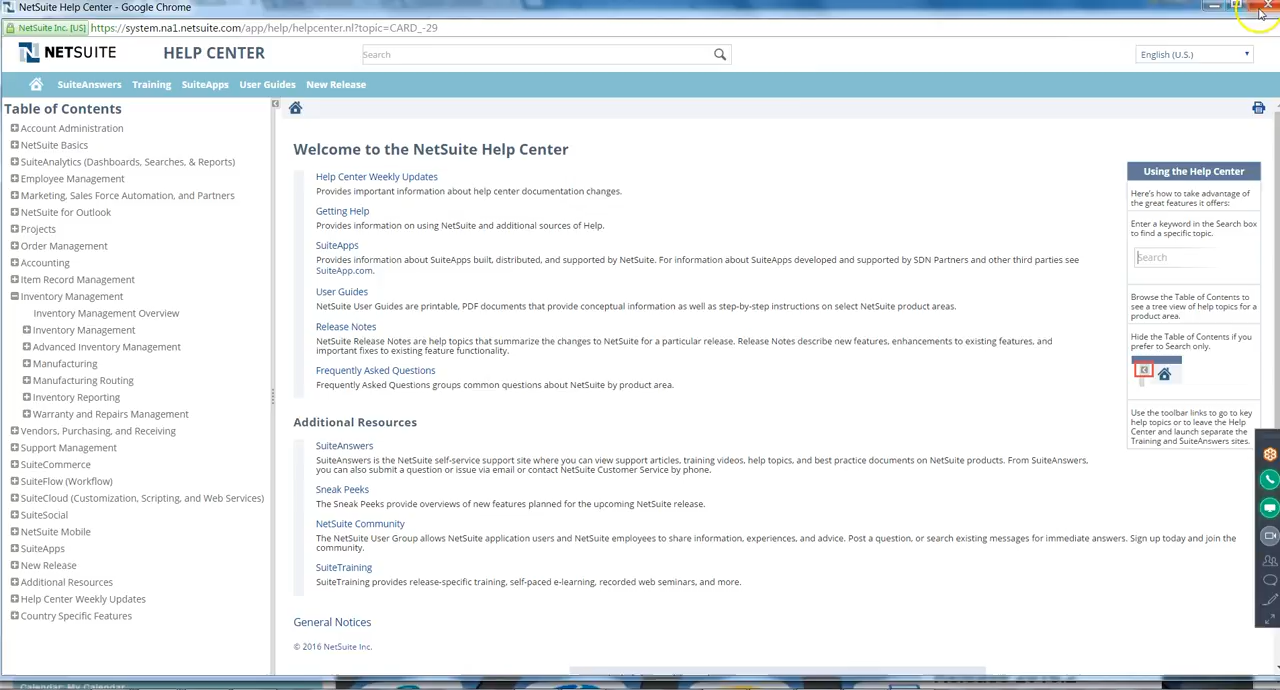 NetSuite Help Center - Google Chrome
NetSuite Inc. [US] https://system.na1.netsuite.com/app/help/helpcenter.nl?topic=CARD_-29
NETSUITE HELP CENTER Search English (U.S.)
SuiteAnswers Training SuiteApps User Guides New Release
Table of Contents
Account Administration
NetSuite Basics
SuiteAnalytics (Dashboards, Searches, & Reports)
Employee Management
Marketing, Sales Force Automation, and Partners
NetSuite for Outlook
Projects
Order Management
Accounting
Item Record Management
Inventory Management
Inventory Management Overview
Inventory Management
Advanced Inventory Management
Manufacturing
Manufacturing Routing
Inventory Reporting
Warranty and Repairs Management
Vendors, Purchasing, and Receiving
Support Management
SuiteCommerce
SuiteFlow (Workflow)
SuiteCloud (Customization, Scripting, and Web Services)
SuiteSocial
NetSuite Mobile
SuiteApps
New Release
Additional Resources
Help Center Weekly Updates
Country Specific Features
Welcome to the NetSuite Help Center
Help Center Weekly Updates
Provides important information about help center documentation changes.
Getting Help
Provides information on using NetSuite and additional sources of Help.
SuiteApps
Provides information about SuiteApps built, distributed, and supported by NetSuite. For information about SuiteApps developed and supported by SDN Partners and other third parties see
SuiteApp.com.
User Guides
NetSuite User Guides are printable, PDF documents that provide conceptual information as well as step-by-step instructions on select NetSuite product areas.
Release Notes
NetSuite Release Notes are help topics that summarize the changes to NetSuite for a particular release. Release Notes describe new features, enhancements to existing features, and
important fixes to existing feature functionality.
Frequently Asked Questions
Frequently Asked Questions groups common questions about NetSuite by product area.
Additional Resources
SuiteAnswers
SuiteAnswers is the NetSuite self-service support site where you can view support articles, training videos, help topics, and best practice documents on NetSuite products. From SuiteAnswers,
you can also submit a question or issue via email or contact NetSuite Customer Service by phone.
Sneak Peeks
The Sneak Peeks provide overviews of new features planned for the upcoming NetSuite release.
NetSuite Community
The NetSuite User Group allows NetSuite application users and NetSuite employees to share information, experiences, and advice. Post a question, or search existing messages for immediate answers. Sign up today and join the
community.
SuiteTraining
SuiteTraining provides release-specific training, self-paced e-learning, recorded web seminars, and more.
General Notices
© 2016 NetSuite Inc.
Using the Help Center
Here's how to take advantage of
the great features it offers:
Enter a keyword in the Search box
to find a specific topic.
Search
Browse the Table of Contents to
see a tree view of help topics for a
product area.
Hide the Table of Contents if you
prefer to Search only.
Use the toolbar links to go to key
help topics or to leave the Help
Center and launch separate the
Training and SuiteAnswers sites.
Calendar: My Calendar